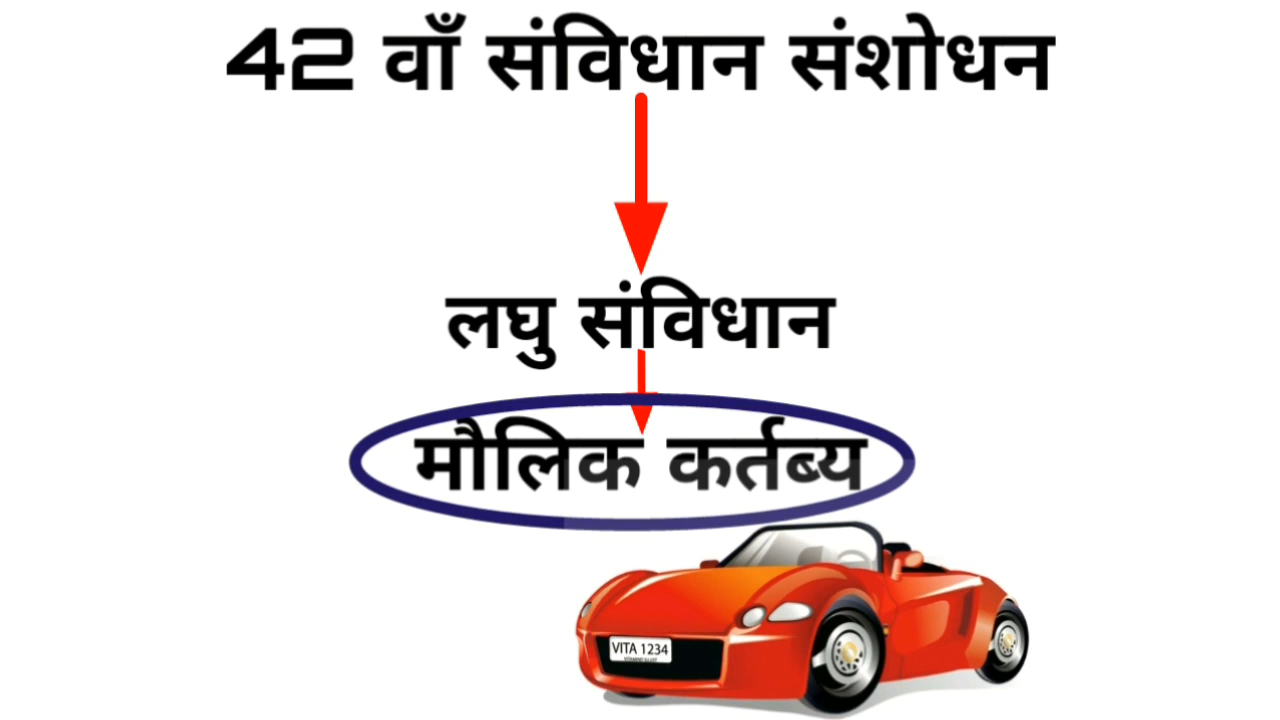 42 वाँ संविधान संशोधन
लघु संविधान
मौलिक कर्तब्य
VITA 1234